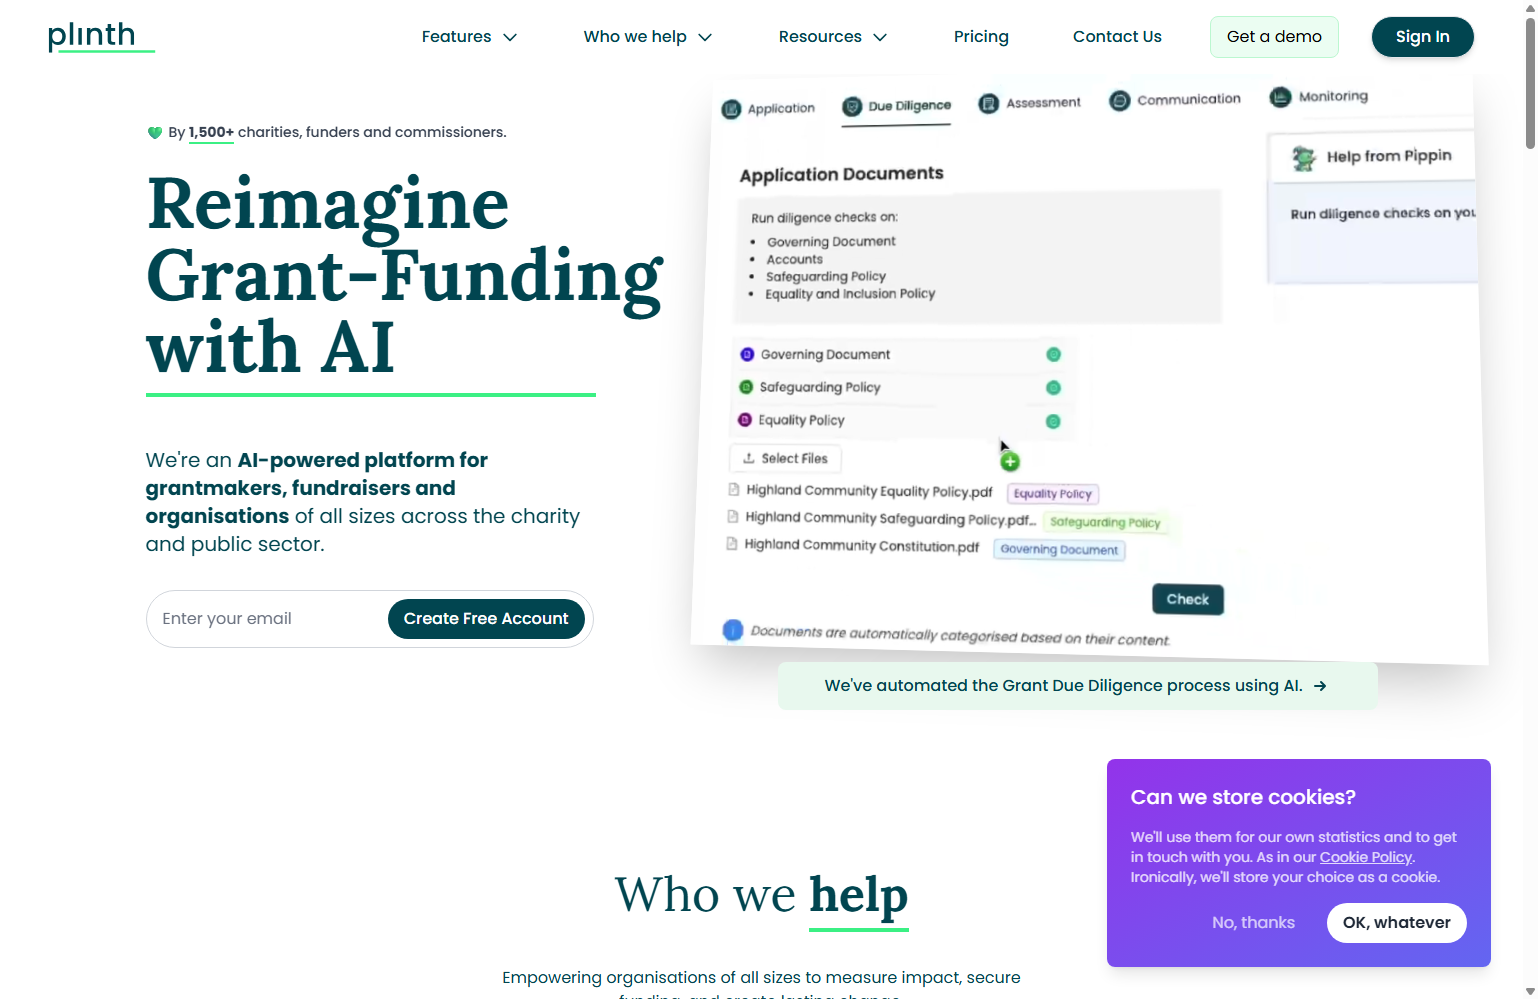 plinth
Features
Who we help
Resources
Pricing
Contact Us
Get a demo
Sign In
By 1,500+ charities, funders and commissioners.
Reimagine
Grant-Funding
with AI
We're an AI-powered platform for
grantmakers, fundraisers and
organisations of all sizes across the charity
and public sector.
Enter your email
Create Free Account
Application
Due Diligence
Assessment
Communication
Monitoring
Application Documents
Help from Pippin
Run diligence checks on:
• Governing Document
• Accounts
• Safeguarding Policy
• Equality and Inclusion Policy
Run diligence checks on you
Governing Document
Safeguarding Policy
Equality Policy
Select Files
Highland Community Equality Policy.pdf Equality Policy
Highland Community Safeguarding Policy.pdf... Safeguarding Policy
Highland Community Constitution.pdf Governing Document
Check
Documents are automatically categorised based on their content.
We've automated the Grant Due Diligence process using AI. →
Who we help
Empowering organisations of all sizes to measure impact, secure
funding, and create lasting change.
Can we store cookies?
We'll use them for our own statistics and to get
in touch with you. As in our Cookie Policy.
Ironically, we'll store your choice as a cookie.
No, thanks
OK, whatever